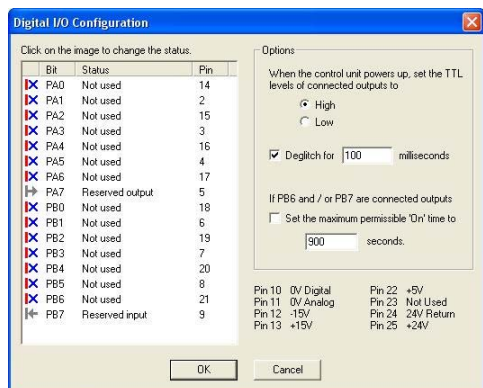 Digital I/O Configuration
Click on the image to change the status.
Bit Status Pin
PA0 Not used 14
PA1 Not used 2
PA2 Not used 15
PA3 Not used 3
PA4 Not used 16
PA5 Not used 4
PA6 Not used 17
PA7 Reserved output 5
PB0 Not used 18
PB1 Not used 6
PB2 Not used 19
PB3 Not used 7
PB4 Not used 20
PB5 Not used 8
PB6 Not used 21
PB7 Reserved input 9
Options
When the control unit powers up, set the TTL
levels of connected outputs to
High
Low
Deglitch for 100 milliseconds
If PB6 and / or PB7 are connected outputs
Set the maximum permissible 'On' time to
900 seconds.
Pin 10 0V Digital Pin 22 +5V
Pin 11 0V Analog Pin 23 Not Used
Pin 12 -15V Pin 24 24V Return
Pin 13 +15V Pin 25 +24V
OK Cancel